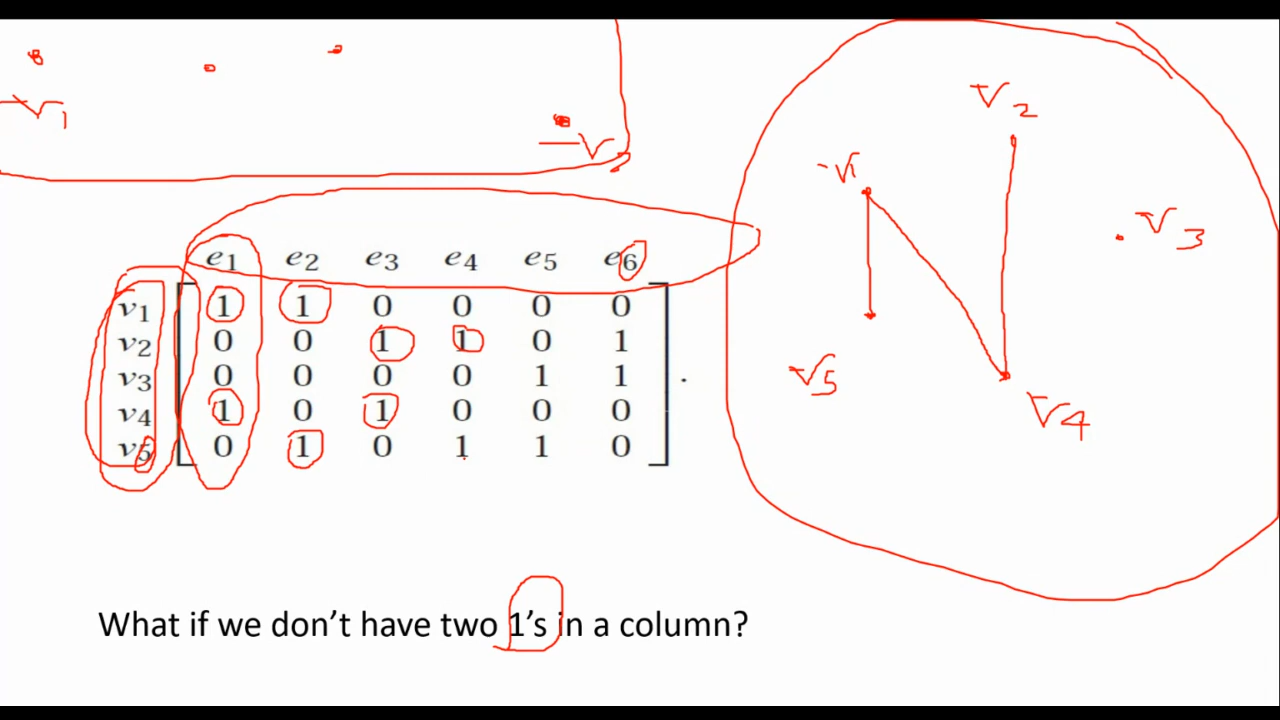 V1
V
V2
V1
V3
e1 e2 e3 e4 e5 e6
v1 1 1 0 0 0 0
v2 0 0 1 1 0 1
v3 0 0 0 0 1 1 .
v4 1 0 1 0 0 0
v5 0 1 0 1 1 0
V5
V4
What if we don’t have two 1’s in a column?